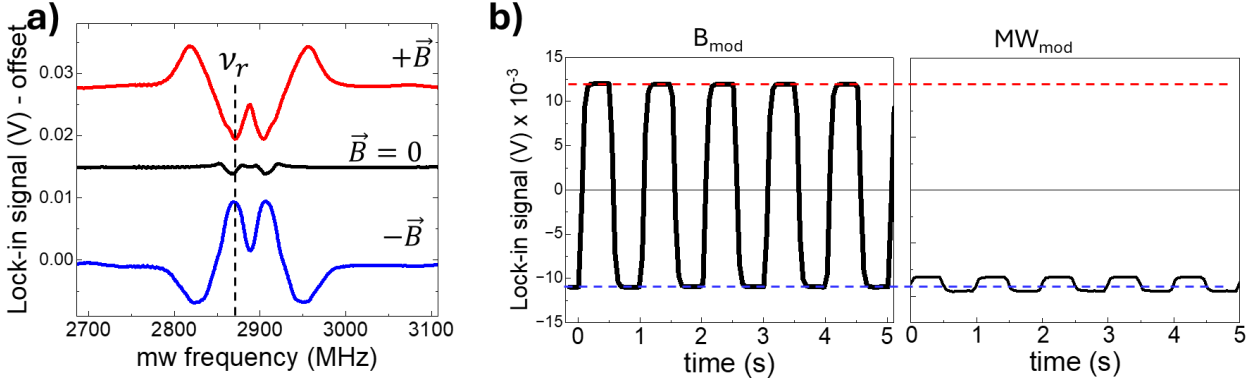 a)
Lock-in signal (V) - offset
0.03
0.02
0.01
0.00
+B⃗
ν_r
B⃗ = 0
−B⃗
2700 2800 2900 3000 3100
mw frequency (MHz)
b)
B_mod
MW_mod
Lock-in signal (V) x 10⁻³
15
10
5
0
−5
−10
−15
0 1 2 3 4 5
time (s)
0 1 2 3 4 5
time (s)